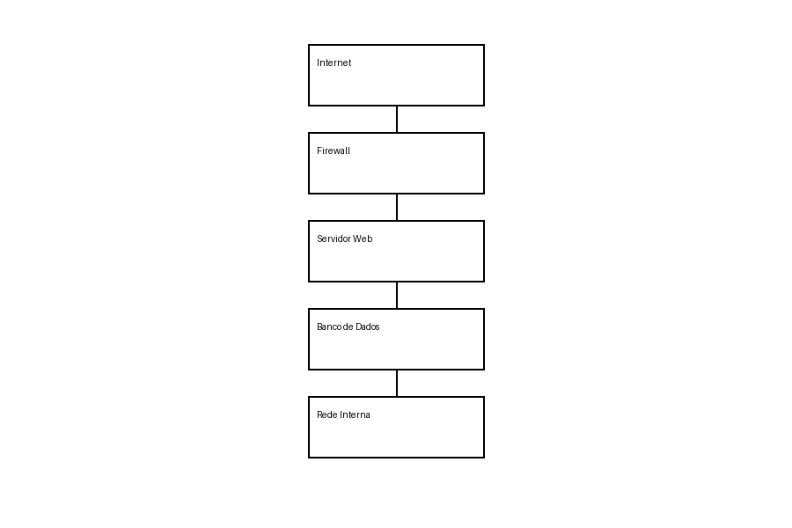 Internet
Firewall
Servidor Web
Banco de Dados
Rede Interna